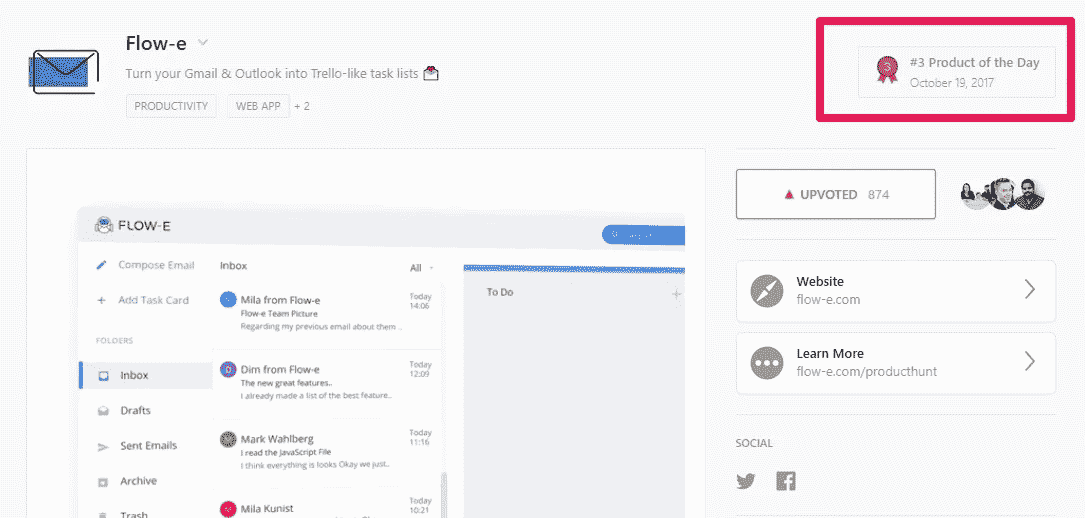 Flow-e
Turn your Gmail & Outlook into Trello-like task lists
PRODUCTIVITY
WEB APP
+ 2
#3 Product of the Day
October 19, 2017
FLOW-E
Compose Email
Add Task Card
FOLDERS
Inbox
Drafts
Sent Emails
Archive
Trash
Inbox
All
Mila from Flow-e
Today
14:06
Flow-e Team Picture
Regarding my previous email about them ..
Dim from Flow-e
Today
12:09
The new great features..
I already made a list of the best feature..
Mark Wahlberg
Today
11:16
I read the JavaScript File
I think everything is looks Okay we just..
Mila Kunist
Today
10:21
To Do
+
UPVOTED 874
Website
flow-e.com
Learn More
flow-e.com/producthunt
SOCIAL